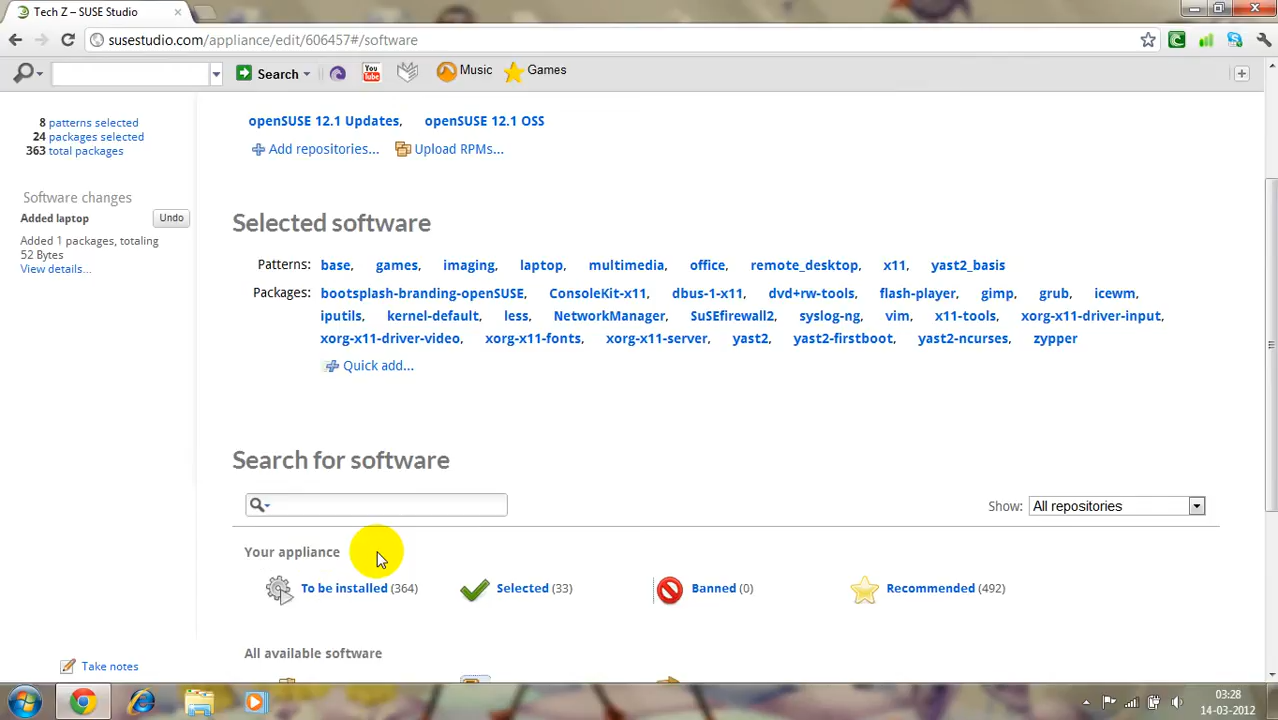 Tech Z – SUSE Studio
susestudio.com/appliance/edit/606457#/software
Search
You Tube
Music
Games
8 patterns selected
24 packages selected
363 total packages
Software changes
Added laptop
Undo
Added 1 packages, totaling
52 Bytes
View details...
Take notes
openSUSE 12.1 Updates, openSUSE 12.1 OSS
Add repositories... Upload RPMs...
Selected software
Patterns: base, games, imaging, laptop, multimedia, office, remote_desktop, x11, yast2_basis
Packages: bootsplash-branding-openSUSE, ConsoleKit-x11, dbus-1-x11, dvd+rw-tools, flash-player, gimp, grub, icewm,
iputils, kernel-default, less, NetworkManager, SuSEfirewall2, syslog-ng, vim, x11-tools, xorg-x11-driver-input,
xorg-x11-driver-video, xorg-x11-fonts, xorg-x11-server, yast2, yast2-firstboot, yast2-ncurses, zypper
Quick add...
Search for software
Show: All repositories
Your appliance
To be installed (364) Selected (33) Banned (0) Recommended (492)
All available software
03:28
14-03-2012